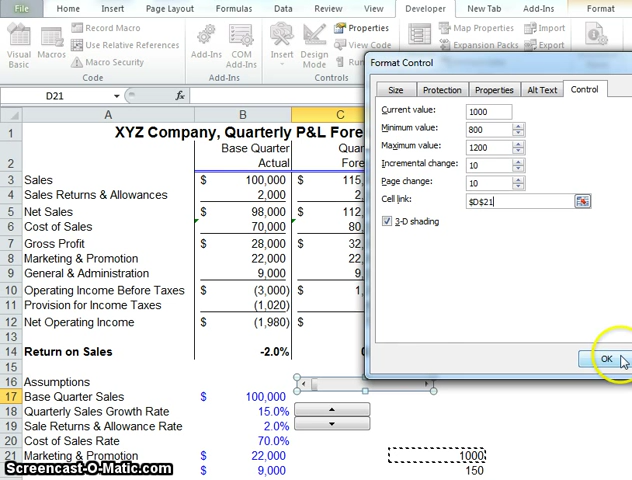 File Home Insert Page Layout Formulas Data Review View Developer New Tab Add-Ins Format
Visual Basic
Macros
Record Macro
Use Relative References
Macro Security
Code
Add-Ins
COM Add-Ins
Add-Ins
Insert
Design Mode
Properties
View Code
Controls
Map Properties
Expansion Packs
Import
Export
Format Control
Size Protection Properties Alt Text Control
Current value: 1000
Minimum value: 800
Maximum value: 1200
Incremental change: 10
Page change: 10
Cell link: $D$21
3-D shading
OK
D21 fx
A B C
1 XYZ Company, Quarterly P&L Fore
Base Quarter Quar
2 Actual Fore
3 Sales $ 100,000 $ 115,
4 Sales Returns & Allowances 2,000 2,
5 Net Sales $ 98,000 $ 112,
6 Cost of Sales 70,000
7 Gross Profit $ 28,000 $ 32,
8 Marketing & Promotion 22,000 22,
9 General & Administration 9,000 9,
10 Operating Income Before Taxes $ (3,000) $ 1,
11 Provision for Income Taxes (1,020)
12 Net Operating Income $ (1,980) $
13
14 Return on Sales -2.0% 0
15
16 Assumptions
17 Base Quarter Sales $ 100,000
18 Quarterly Sales Growth Rate 15.0%
19 Sale Returns & Allowance Rate 2.0%
20 Cost of Sales Rate 70.0%
21 Marketing & Promotion $ 22,000 1000
$ 9,000 150
Screencast-O-Matic.com